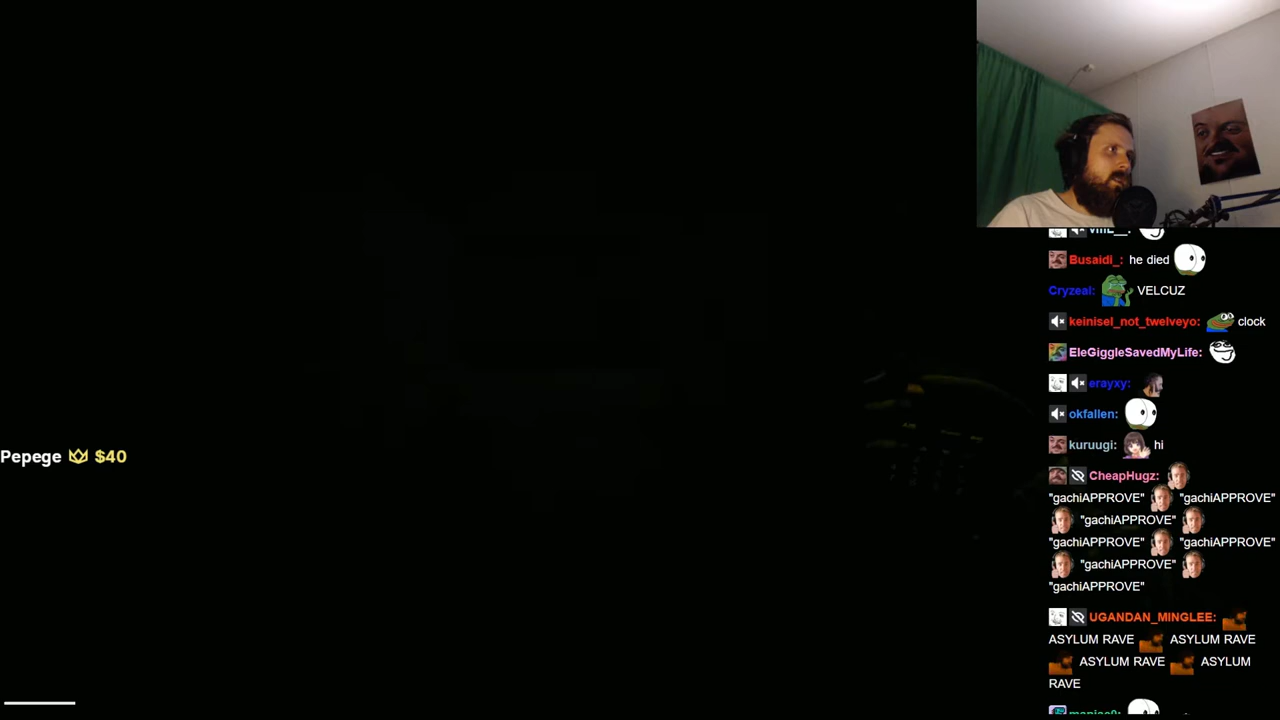 Pepege $40
Busaidi_: he died
Cryzeal: VELCUZ
keinisel_not_twelveyo: clock
EleGiggleSavedMyLife:
erayxy:
okfallen:
kuruugi: hi
CheapHugz:
"gachiAPPROVE" "gachiAPPROVE"
"gachiAPPROVE"
"gachiAPPROVE" "gachiAPPROVE"
"gachiAPPROVE"
"gachiAPPROVE"
UGANDAN_MINGLEE:
ASYLUM RAVE ASYLUM RAVE
ASYLUM RAVE ASYLUM
RAVE